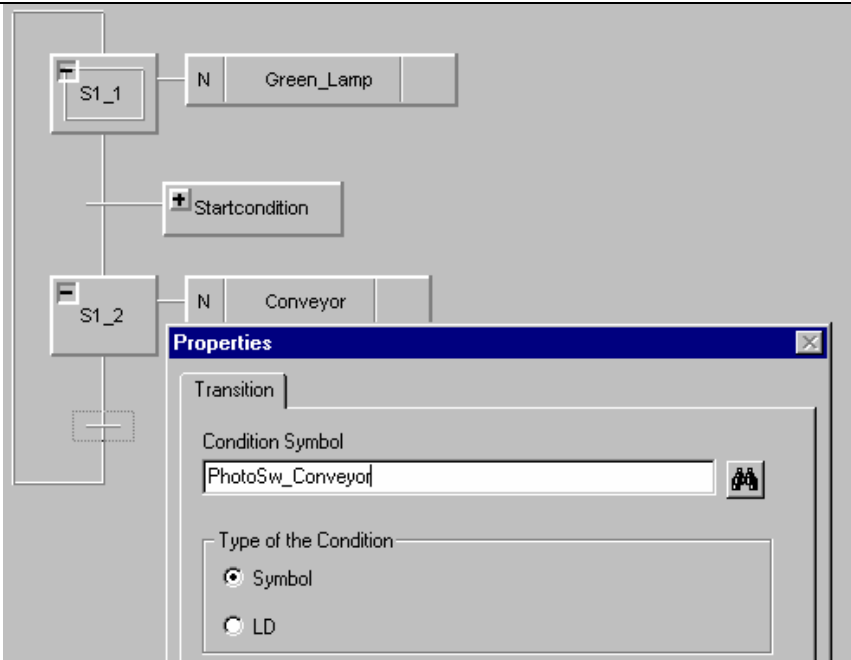 S1_1
N Green_Lamp
Startcondition
S1_2
N Conveyor
Properties
Transition
Condition Symbol
PhotoSw_Conveyor
Type of the Condition
Symbol
LD